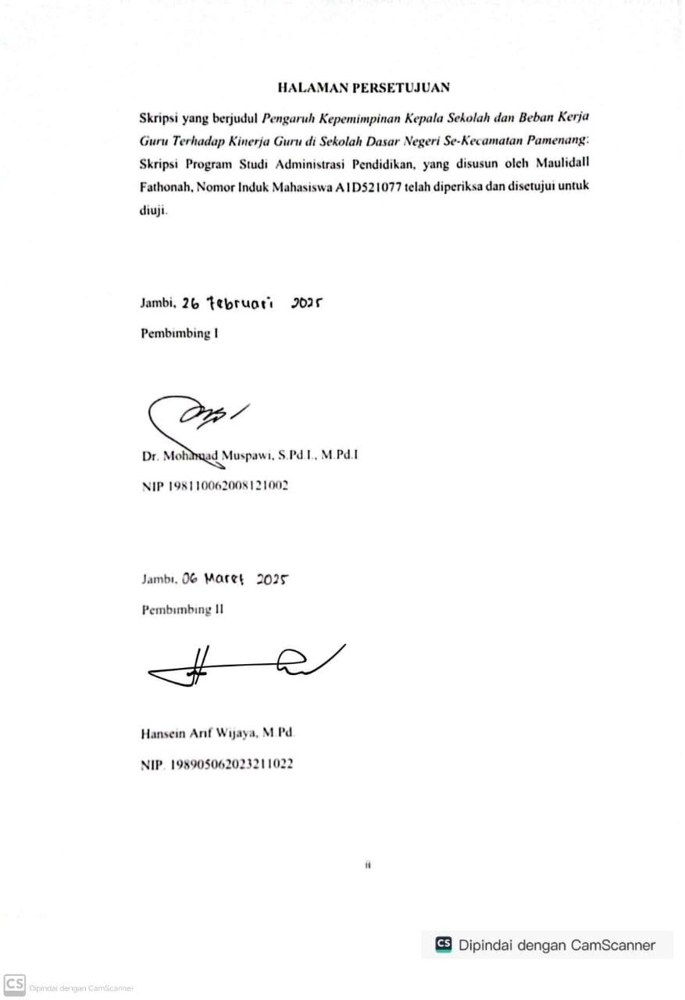 HALAMAN PERSETUJUAN
Skripsi yang berjudul Pengaruh Kepemimpinan Kepala Sekolah dan Beban Kerja
Guru Terhadap Kinerja Guru di Sekolah Dasar Negeri Se-Kecamatan Pamenang:
Skripsi Program Studi Administrasi Pendidikan, yang disusun oleh Maulidall
Fathonah, Nomor Induk Mahasiswa A1D521077 telah diperiksa dan disetujui untuk
diuji.
Jambi, 26 Februari 2025
Pembimbing I
Dr. Mohamad Muspawi, S.Pd.I., M.Pd.I
NIP 198110062008121002
Jambi, 06 Maret 2025
Pembimbing II
Hansein Arif Wijaya, M.Pd.
NIP. 198905062023211022
ii
CS Dipindai dengan CamScanner
CS Dipindai dengan CamScanner